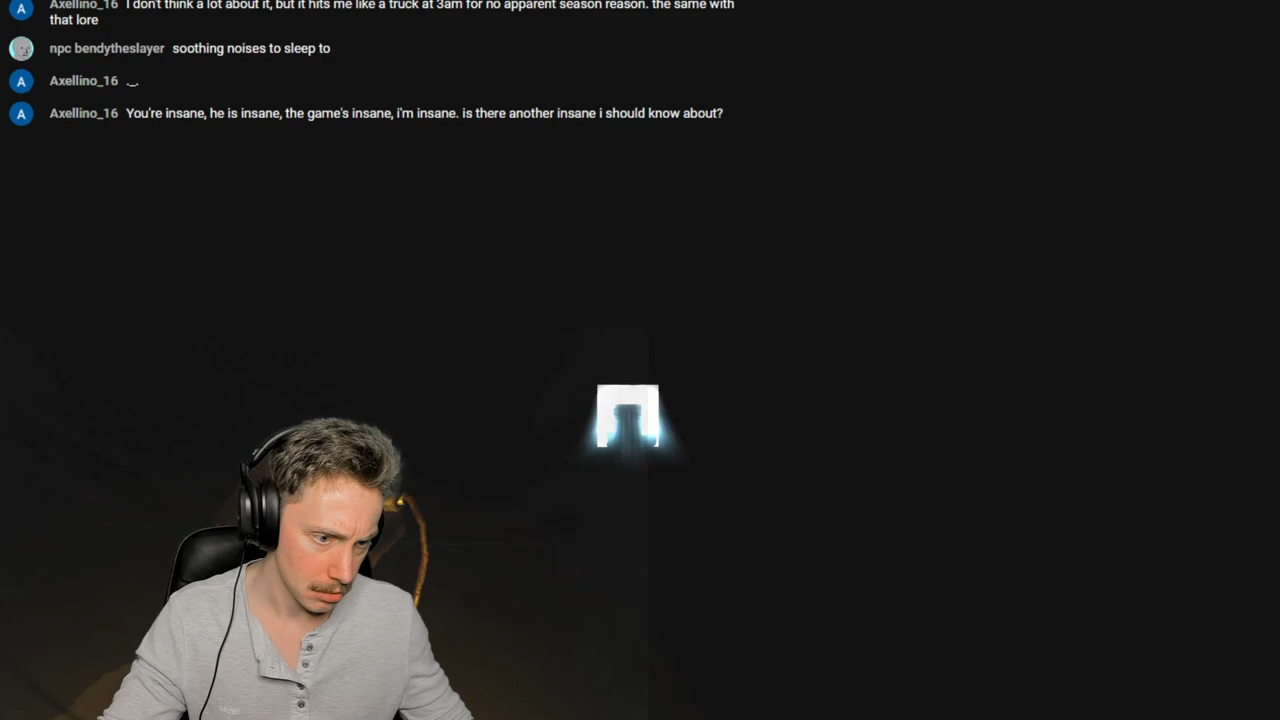 A Axellino_16 I don't think a lot about it, but it hits me like a truck at 3am for no apparent season reason. the same with
that lore
npc bendytheslayer soothing noises to sleep to
A Axellino_16 ._.
A Axellino_16 You're insane, he is insane, the game's insane, i'm insane. is there another insane i should know about?